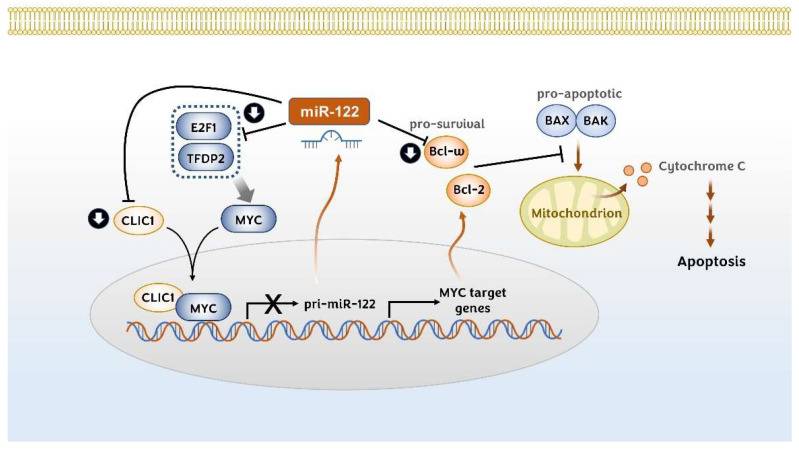 miR-122
E2F1
TFDP2
pro-survival
Bcl-w
Bcl-2
pro-apoptotic
BAX
BAK
Mitochondrion
Cytochrome C
Apoptosis
CLIC1
MYC
CLIC1
MYC
pri-miR-122
MYC target
genes